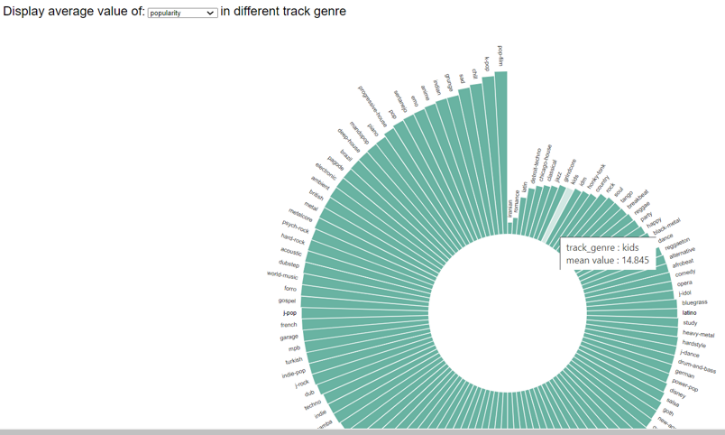 Display average value of: popularity in different track genre
pop-film
k-pop
chill
sad
grunge
indian
anime
emo
sertanejo
pop
progressive-house
piano
mandopop
deep-house
brazil
pagode
electronic
ambient
british
metal
metalcore
psych-rock
hard-rock
acoustic
dubstep
world-music
forro
gospel
j-pop
french
garage
mpb
turkish
indie-pop
j-rock
dub
techno
indie
samba
iranian
romance
latin
detroit-techno
chicago-house
classical
jazz
grindcore
kids
idm
honky-tonk
country
rock
soul
tango
breakbeat
reggae
party
happy
black-metal
dance
reggaeton
alternative
afrobeat
comedy
opera
j-idol
bluegrass
latino
study
heavy-metal
hardstyle
j-dance
drum-and-bass
german
power-pop
disney
salsa
goth
track_genre : kids
mean value : 14.845